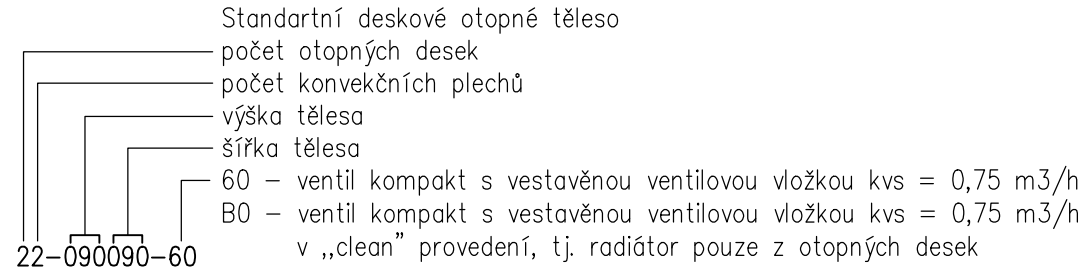 Standartní deskové otopné těleso
počet otopných desek
počet konvekčních plechů
výška tělesa
šířka tělesa
60 – ventil kompakt s vestavěnou ventilovou vložkou kvs = 0,75 m3/h
B0 – ventil kompakt s vestavěnou ventilovou vložkou kvs = 0,75 m3/h
v ,,clean” provedení, tj. radiátor pouze z otopných desek
22–090090–60